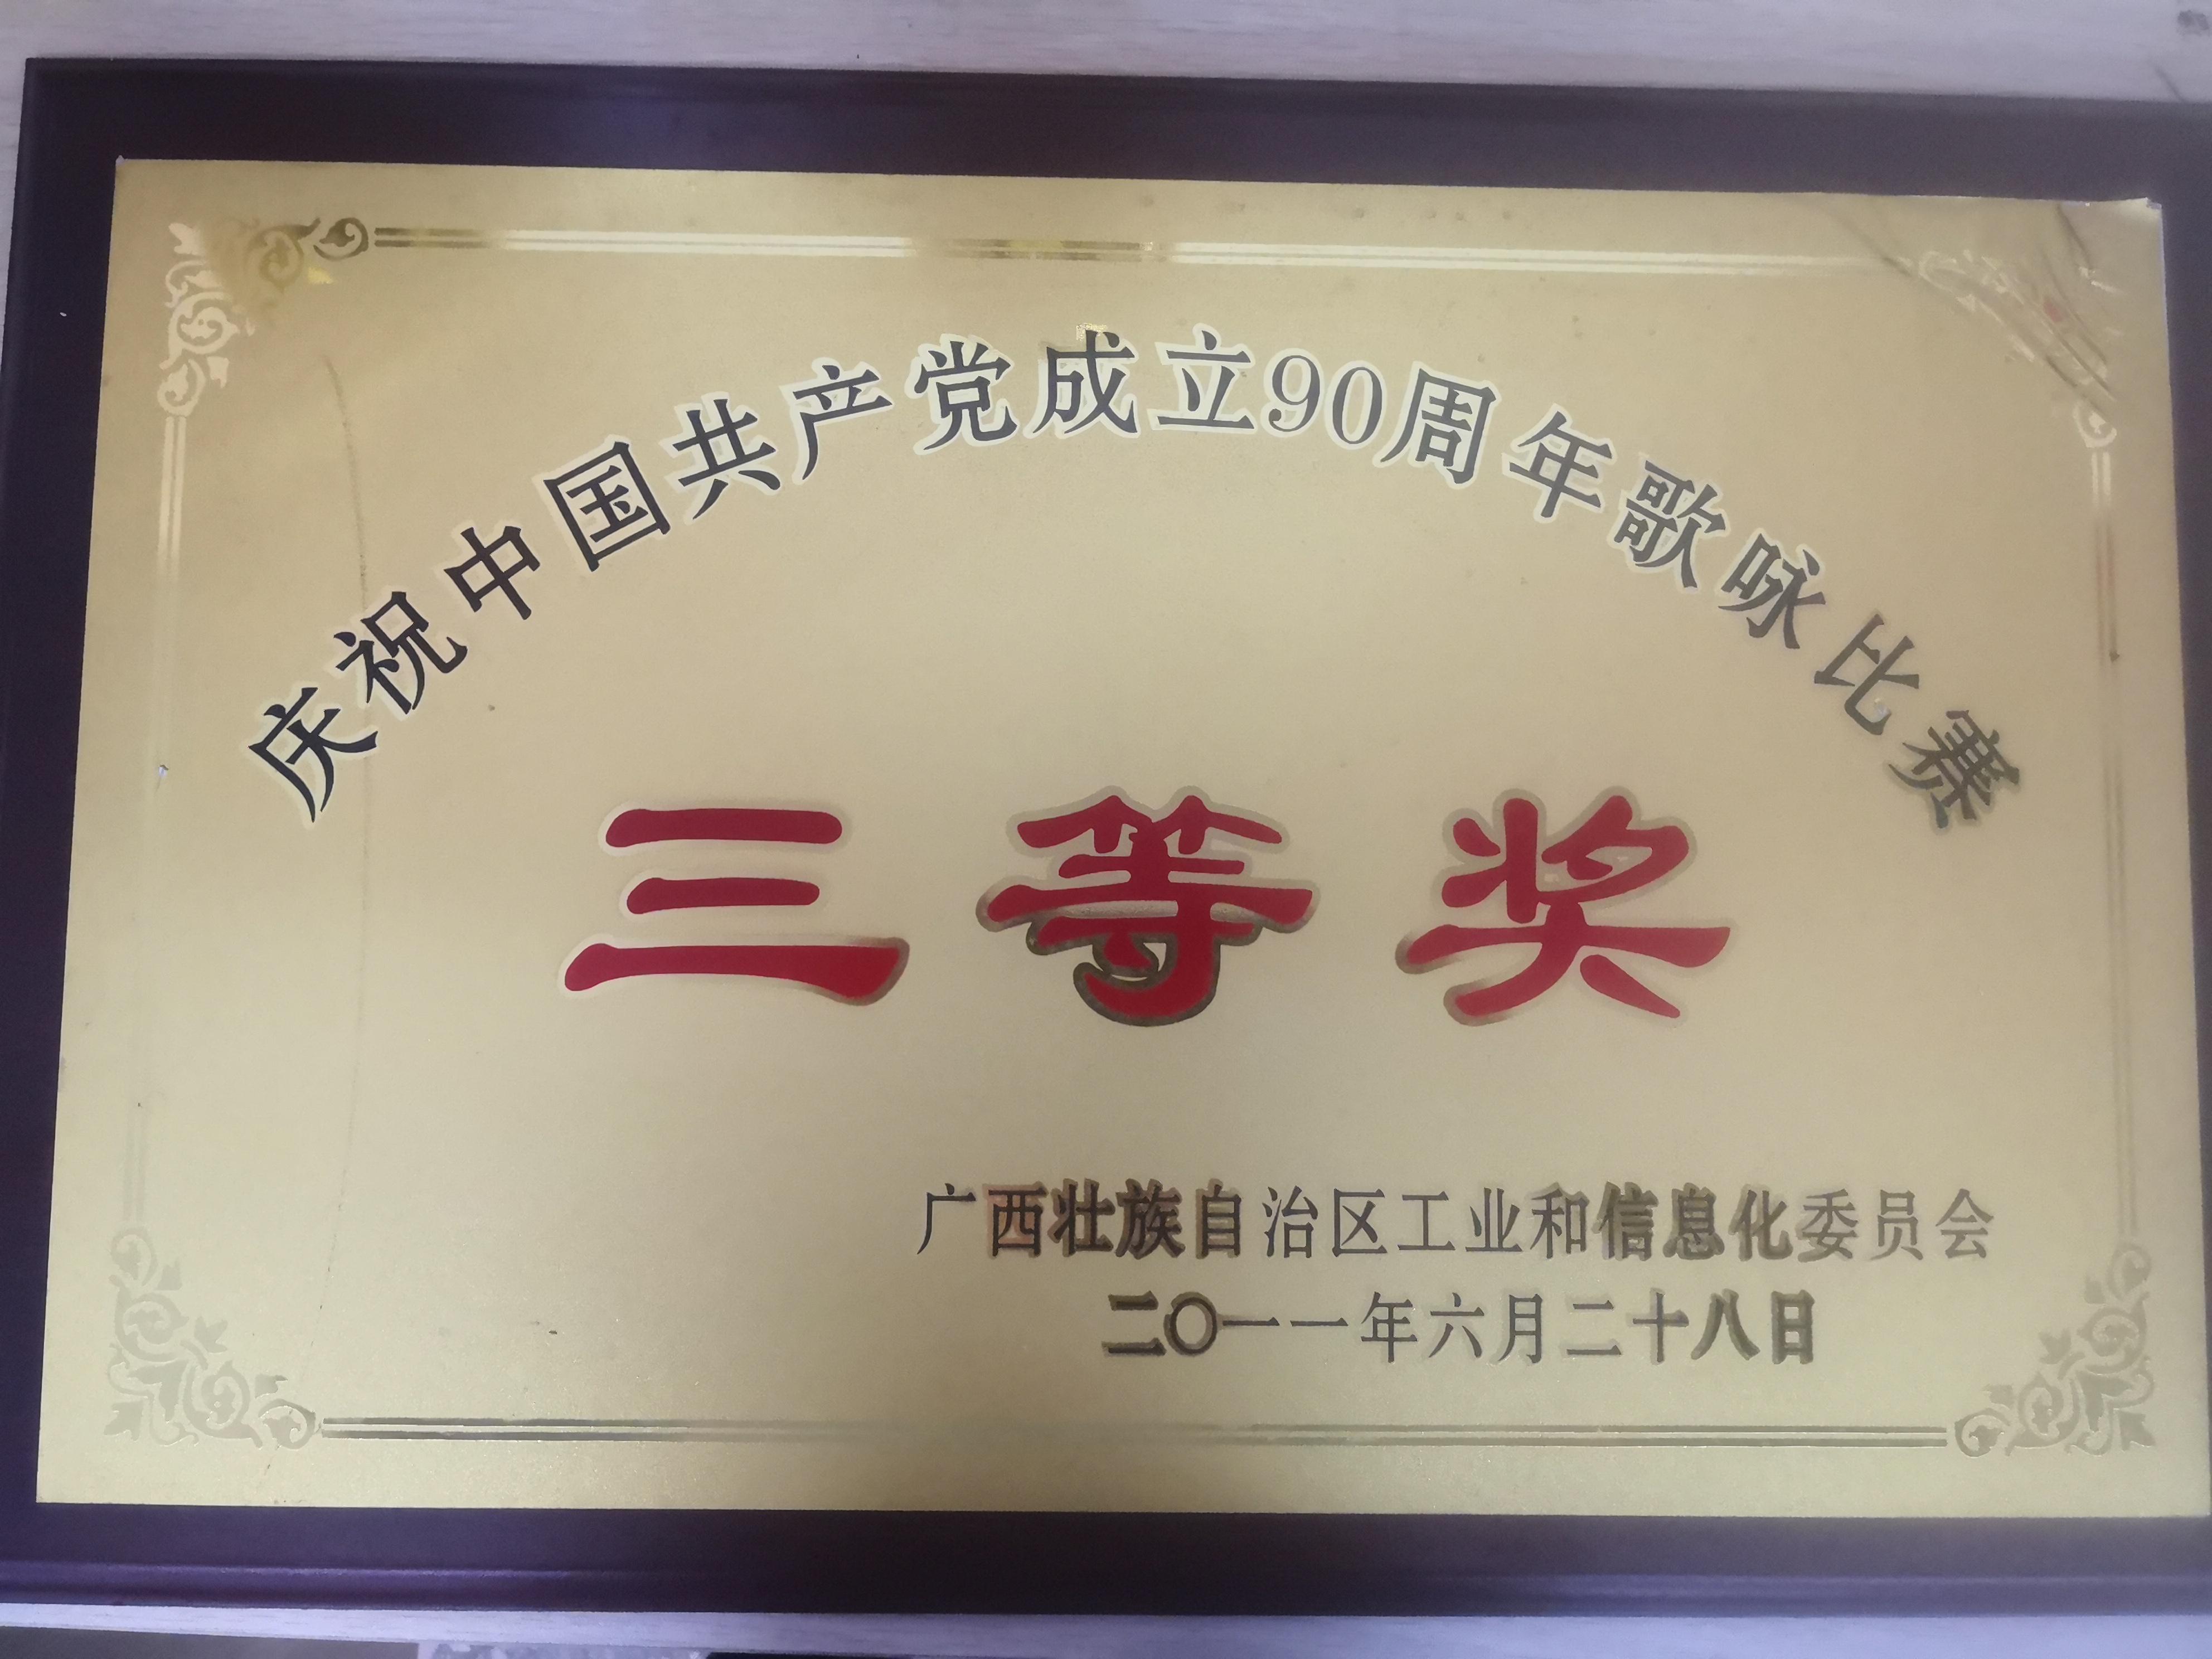 庆祝中国共产党成立90周年歌咏比赛
三等奖
广西壮族自治区工业和信息化委员会
二〇一一年六月二十八日